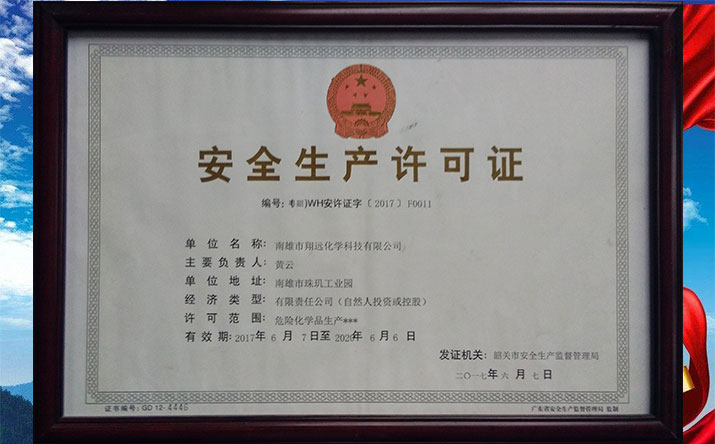 安全生产许可证
编号：（粤韶）WH安许证字〔2017〕F0011
单位名称：南雄市翔远化学科技有限公司
主要负责人：黄云
单位地址：南雄市珠玑工业园
经济类型：有限责任公司（自然人投资或控股）
许可范围：危险化学品生产***
有效期：2017年6月7日至2020年6月6日
发证机关：韶关市安全生产监督管理局
二〇一七年六月七日
证书编号：GD 12-4445
广东省安全生产监督管理局 监制